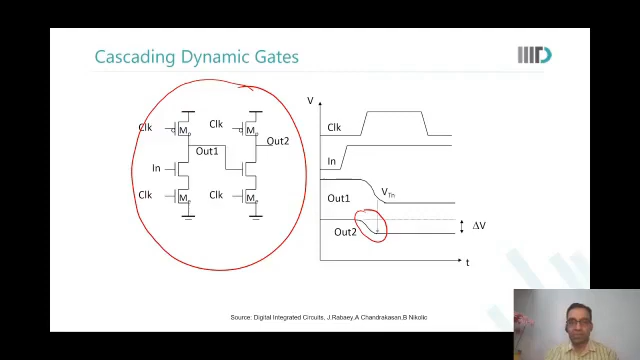 Cascading Dynamic Gates
V
Clk
Clk
Clk
Mp
Mp
Out1
Out2
In
In
Clk
Clk
Me
Me
VTn
Out1
Out2
ΔV
t
Source: Digital Integrated Circuits, J.Rabaey,A Chandrakasan,B Nikolic